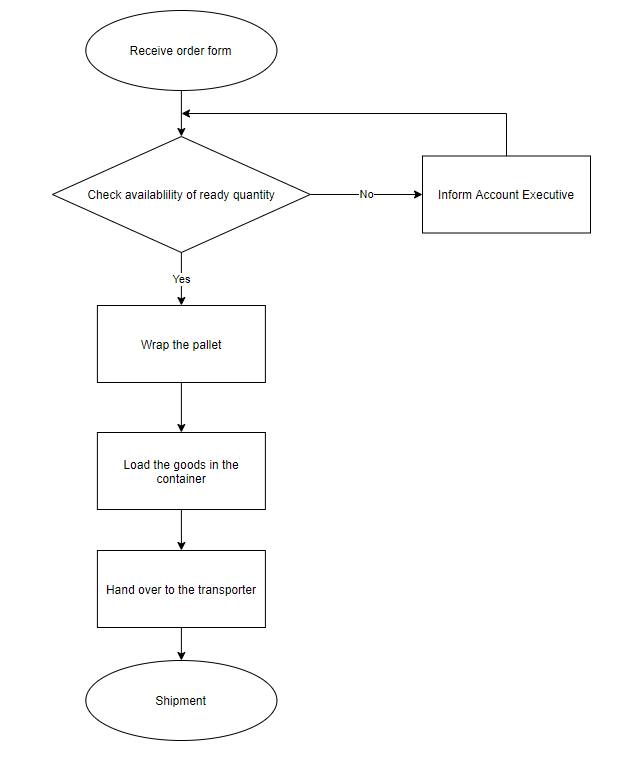 Receive order form
Check availablility of ready quantity
No
Inform Account Executive
Yes
Wrap the pallet
Load the goods in the
container
Hand over to the transporter
Shipment